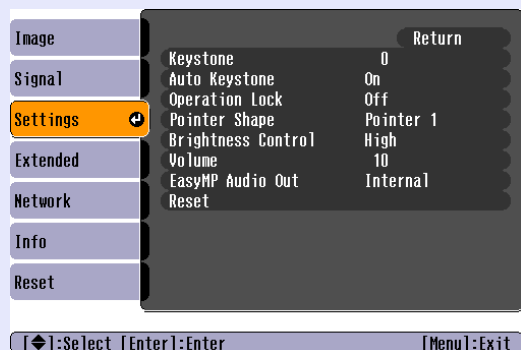 Image
Signal
Settings
Extended
Network
Info
Reset
Return
Keystone 0
Auto Keystone On
Operation Lock Off
Pointer Shape Pointer 1
Brightness Control High
Volume 10
EasyMP Audio Out Internal
Reset
[◆]:Select [Enter]:Enter [Menu]:Exit